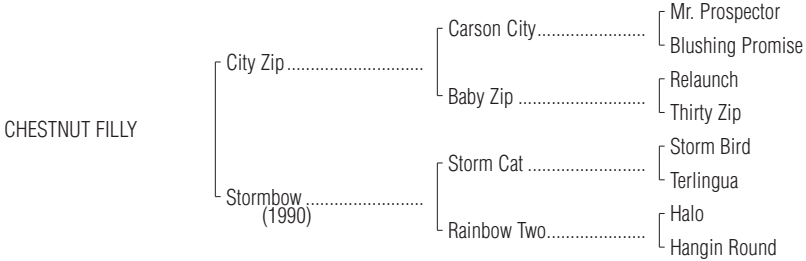 Mr. Prospector
Carson City.......................
Blushing Promise
City Zip.............................
Relaunch
Baby Zip ...........................
Thirty Zip
CHESTNUT FILLY
Storm Bird
Storm Cat .........................
Terlingua
Stormbow.........................
(1990)
Halo
Rainbow Two.....................
Hangin Round